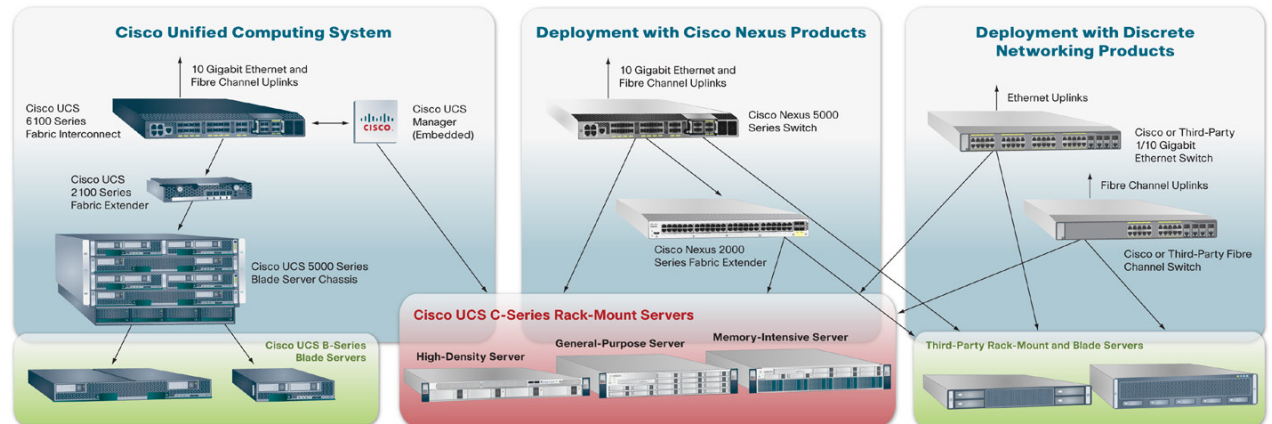 Cisco Unified Computing System
10 Gigabit Ethernet and
Fibre Channel Uplinks
Cisco UCS
6100 Series
Fabric Interconnect
CISCO.
Cisco UCS
Manager
(Embedded)
Cisco UCS
2100 Series
Fabric Extender
Cisco UCS 5000 Series
Blade Server Chassis
Cisco UCS B-Series
Blade Servers
Deployment with Cisco Nexus Products
10 Gigabit Ethernet and
Fibre Channel Uplinks
Cisco Nexus 5000
Series Switch
Cisco Nexus 2000
Series Fabric Extender
Cisco UCS C-Series Rack-Mount Servers
High-Density Server
General-Purpose Server
Memory-Intensive Server
Deployment with Discrete
Networking Products
Ethernet Uplinks
Cisco or Third-Party
1/10 Gigabit
Ethernet Switch
Fibre Channel Uplinks
Cisco or Third-Party Fibre
Channel Switch
Third-Party Rack-Mount and Blade Servers